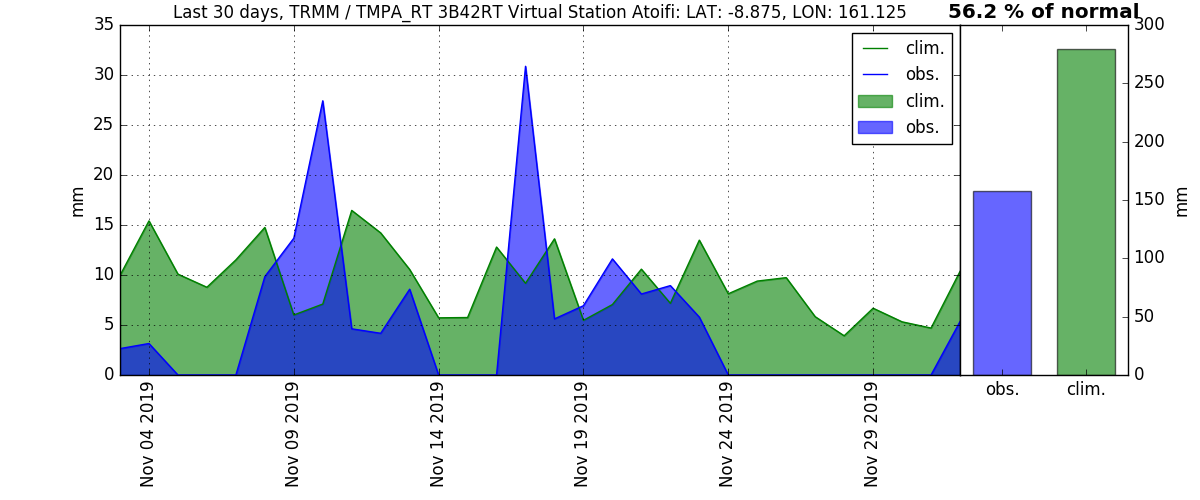 Last 30 days, TRMM / TMPA_RT 3B42RT Virtual Station Atoifi: LAT: -8.875, LON: 161.125
56.2 % of normal
35
30
25
20
15
10
5
0
mm
clim.
obs.
clim.
obs.
Nov 04 2019
Nov 09 2019
Nov 14 2019
Nov 19 2019
Nov 24 2019
Nov 29 2019
300
250
200
150
100
50
0
mm
obs.
clim.